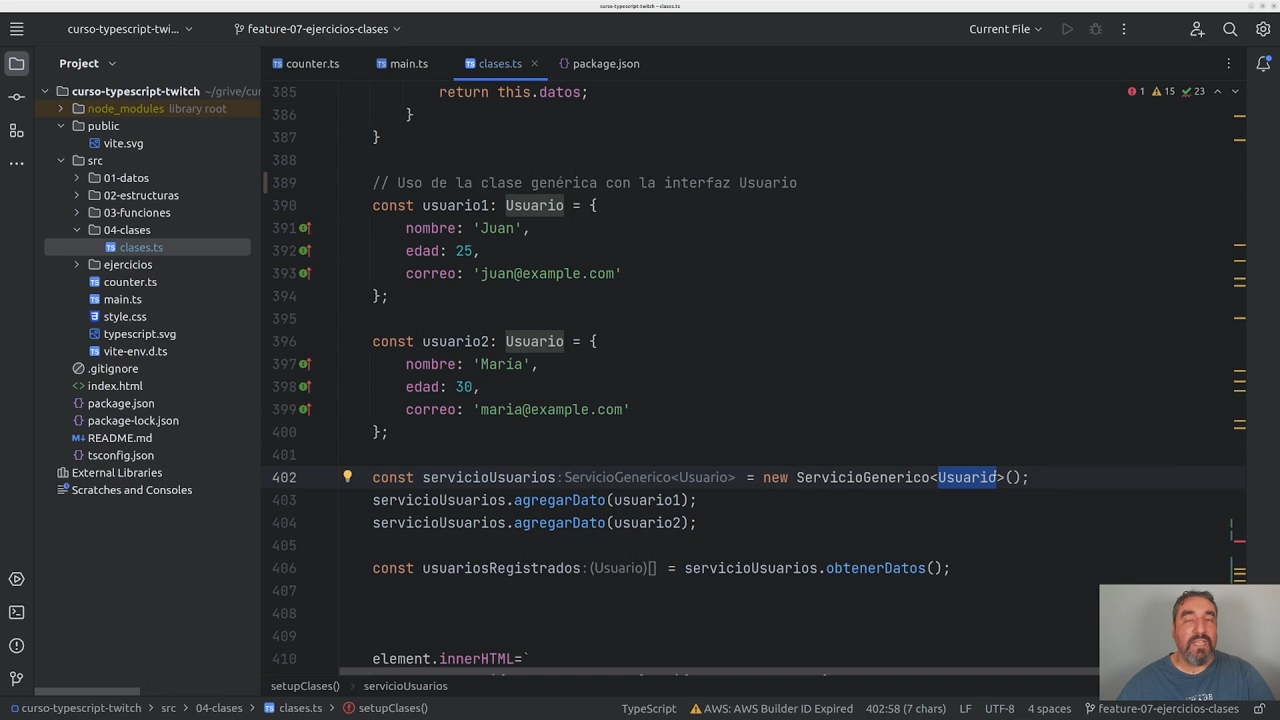 curso-typescript-twitch – clases.ts
curso-typescript-twi...
feature-07-ejercicios-clases
Current File
Project
counter.ts
main.ts
clases.ts
package.json
curso-typescript-twitch ~/grive/cur
node_modules library root
public
vite.svg
src
01-datos
02-estructuras
03-funciones
04-clases
clases.ts
ejercicios
counter.ts
main.ts
style.css
typescript.svg
vite-env.d.ts
.gitignore
index.html
package.json
package-lock.json
README.md
tsconfig.json
External Libraries
Scratches and Consoles
1 15 23
385 return this.datos;
386 }
387 }
388
389 // Uso de la clase genérica con la interfaz Usuario
390 const usuario1: Usuario = {
391 nombre: 'Juan',
392 edad: 25,
393 correo: 'juan@example.com'
394 };
395
396 const usuario2: Usuario = {
397 nombre: 'María',
398 edad: 30,
399 correo: 'maria@example.com'
400 };
401
402 const servicioUsuarios:ServicioGenerico<Usuario> = new ServicioGenerico<Usuario>();
403 servicioUsuarios.agregarDato(usuario1);
404 servicioUsuarios.agregarDato(usuario2);
405
406 const usuariosRegistrados:(Usuario)[] = servicioUsuarios.obtenerDatos();
407
408
409
410 element.innerHTML=`
setupClases() servicioUsuarios
curso-typescript-twitch > src > 04-clases > clases.ts > setupClases()
TypeScript
AWS: AWS Builder ID Expired
402:58 (7 chars)
LF
UTF-8
4 spaces
feature-07-ejercicios-clases